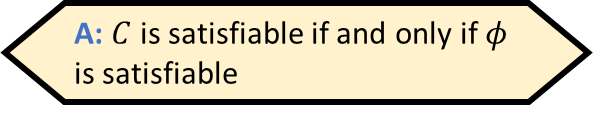 A: C is satisfiable if and only if ϕ
is satisfiable